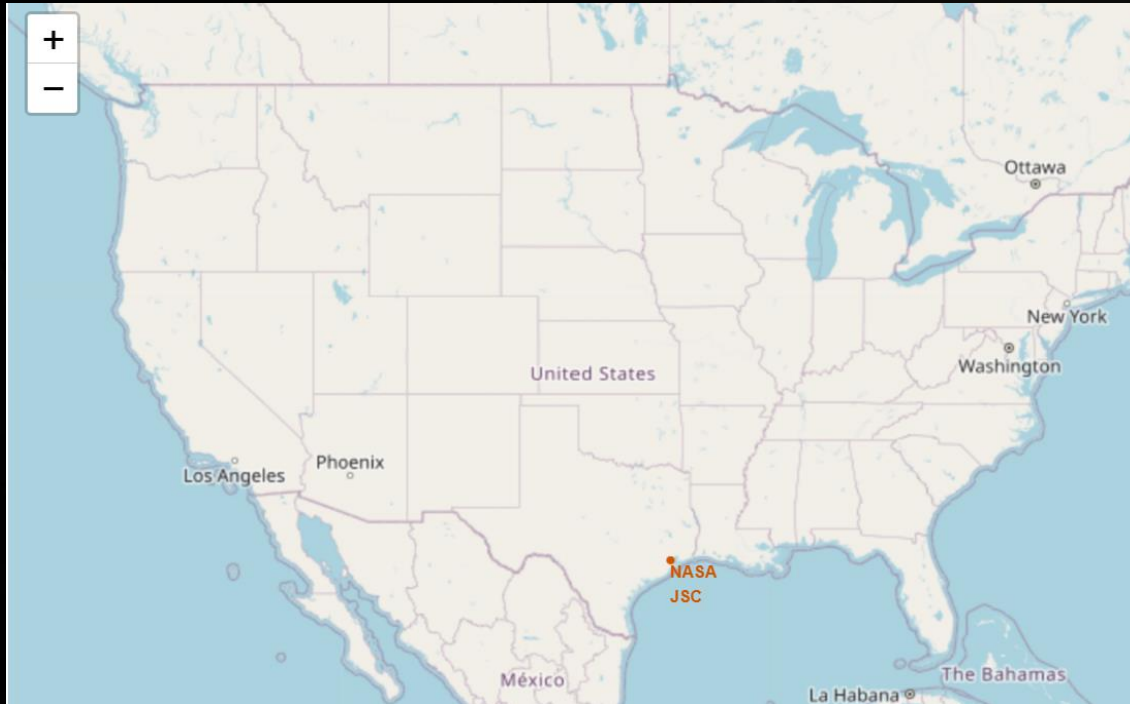 +
−
Ottawa
New York
Washington
United States
Los Angeles
Phoenix
NASA
JSC
México
The Bahamas
La Habana